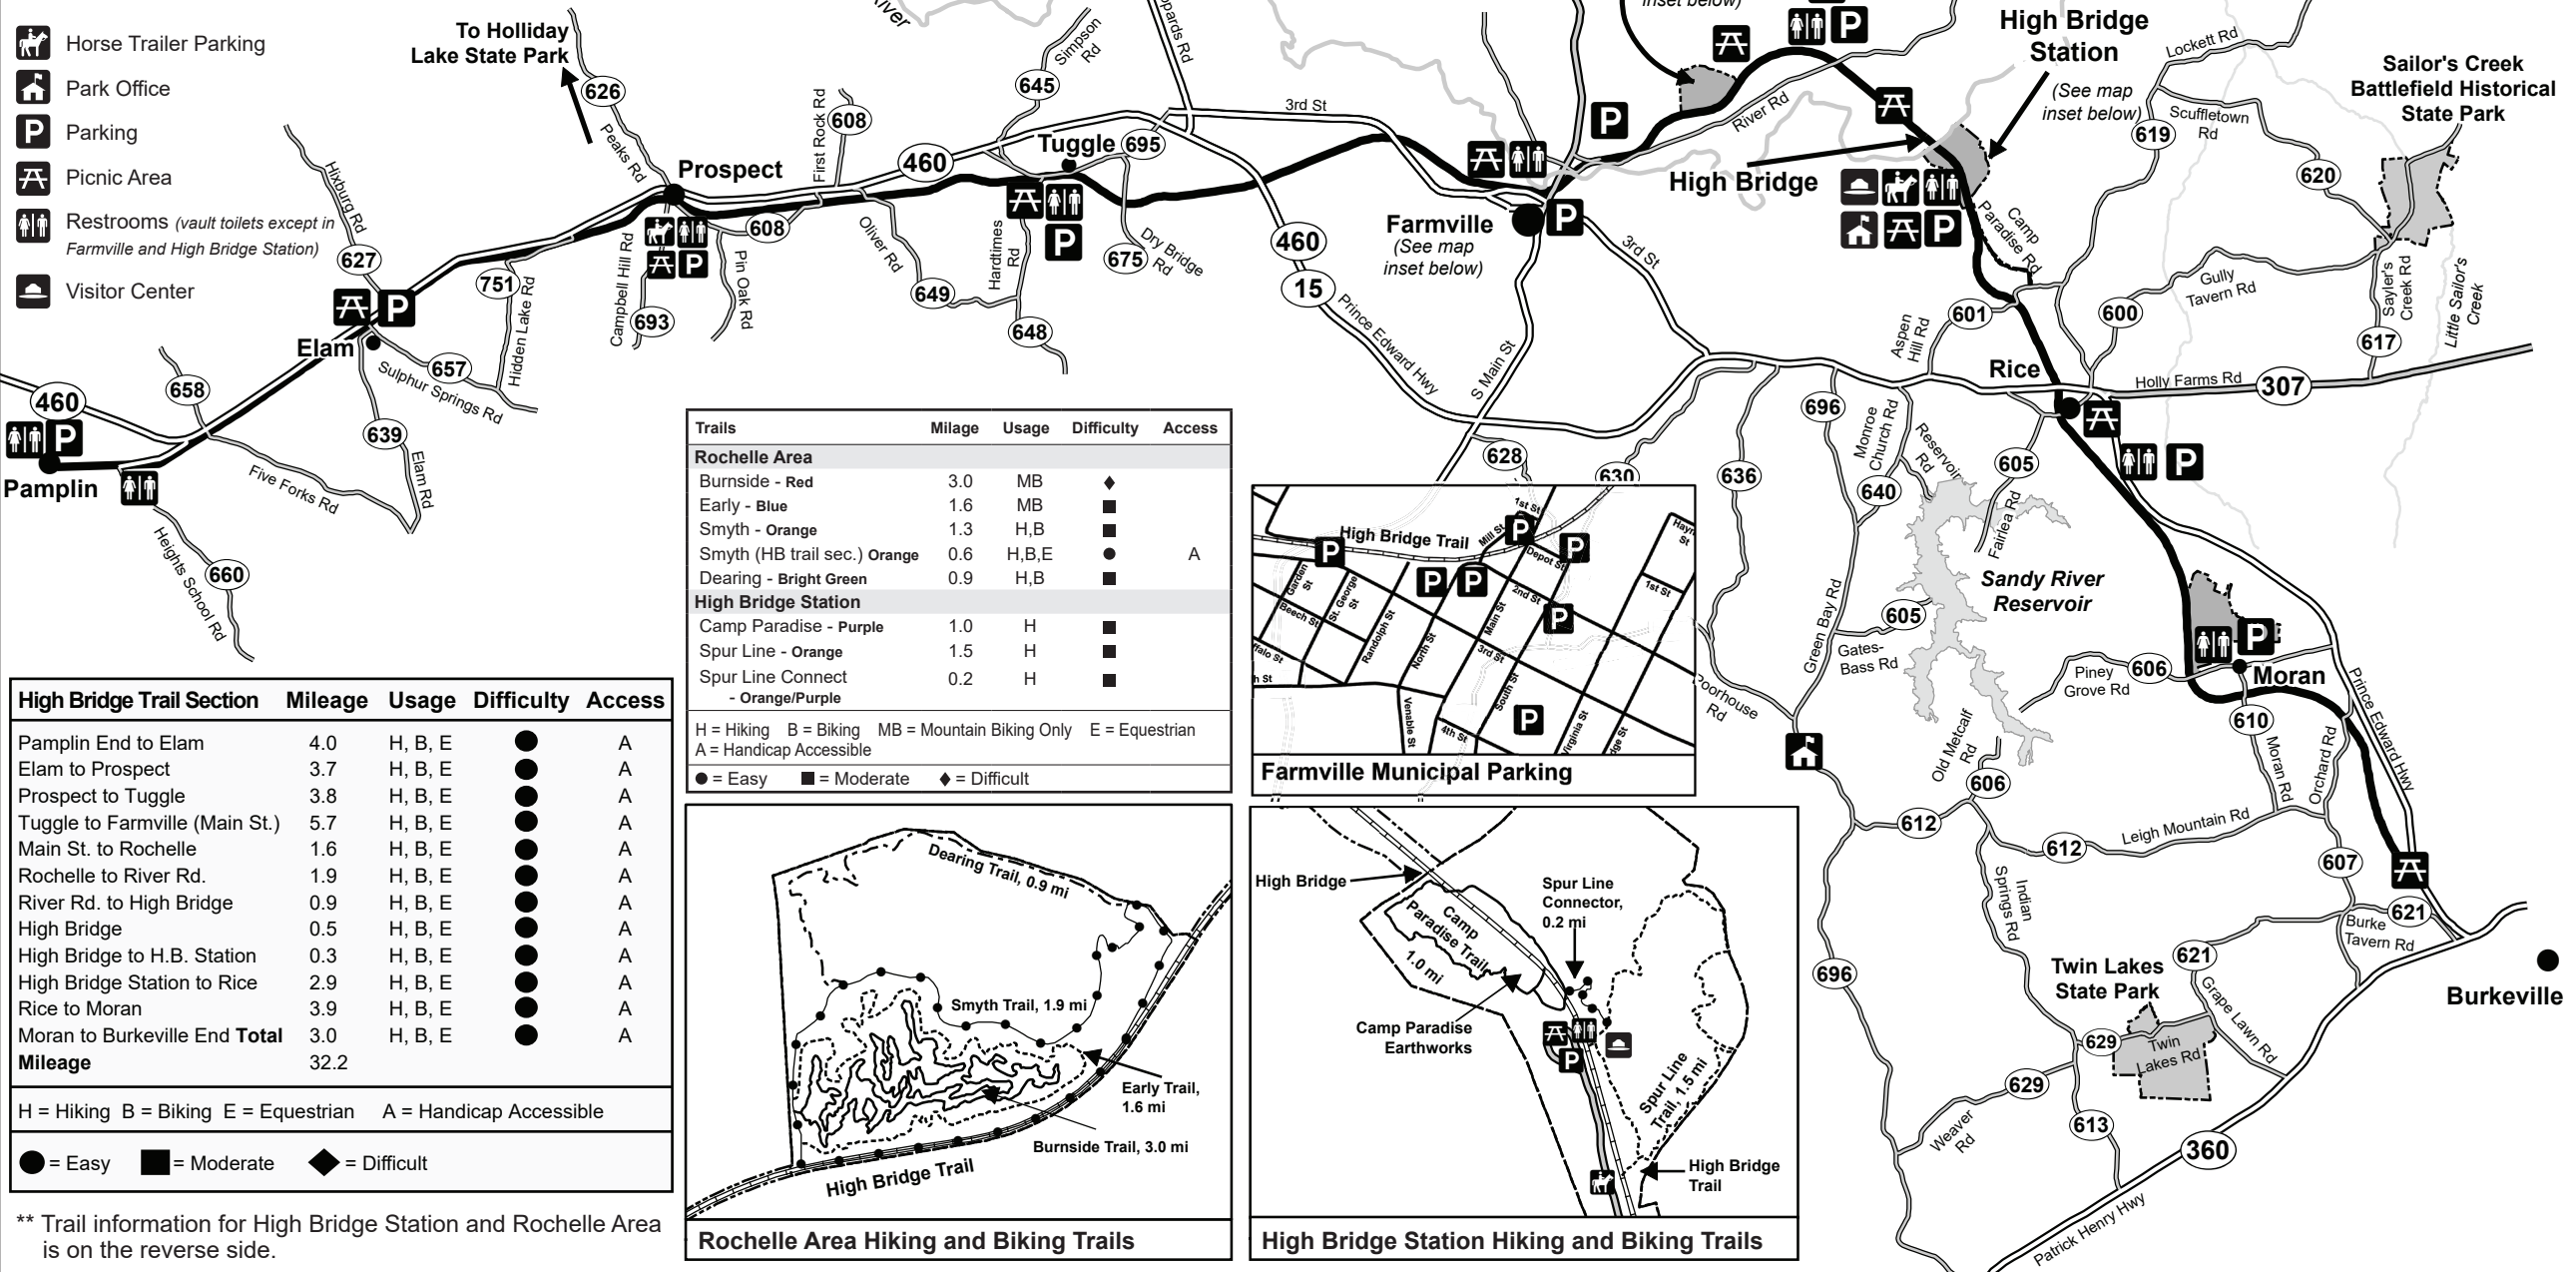 Horse Trailer Parking
Park Office
P Parking
Picnic Area
Restrooms (vault toilets except in
Farmville and High Bridge Station)
Visitor Center
To Holliday
Lake State Park
626
Peaks Rd
Hixburg Rd
627
Prospect
First Rock Rd
608
460
645
Simpson
Rd
Tuggle
695
3rd St
inset below)
P
P
River Rd
High Bridge
Station
(See map
inset below)
High Bridge
P
Lockett Rd
Scuffletown
Rd
619
620
Sailor's Creek
Battlefield Historical
State Park
Camp
Paradise Rd
Gully
Tavern Rd
Sayler's
Creek Rd
Little Sailor's
Creek
600
601
617
Aspen
Hill Rd
Rice
Holly Farms Rd
307
Farmville
(See map
inset below)
P
3rd St
460
15
Prince Edward Hwy
S Main St
P
P
608
Campbell Hill Rd
693
Pin Oak Rd
Oliver Rd
649
Hardtimes
Rd
648
675
Dry Bridge
Rd
751
Hidden Lake Rd
P
Elam
657
Sulphur Springs Rd
658
639
Elam Rd
Five Forks Rd
460
P
Pamplin
Heights School Rd
660
628
630
636
696
Monroe
Church Rd
640
Reservoir
Rd
605
Fairlea Rd
P
Sandy River
Reservoir
605
Green Bay Rd
Gates-
Bass Rd
Poorhouse
Rd
Piney
Grove Rd
606
P
Moran
610
Moran Rd
Orchard Rd
Prince Edward Hwy
Old Metcalf
Rd
606
612
612
Leigh Mountain Rd
607
Indian
Springs Rd
621
Burke
Tavern Rd
621
Grape Lawn Rd
Burkeville
Twin Lakes
State Park
Twin
Lakes Rd
629
629
Weaver
Rd
613
696
360
Patrick Henry Hwy
Trails Milage Usage Difficulty Access
Rochelle Area
Burnside - Red 3.0 MB ♦
Early - Blue 1.6 MB ■
Smyth - Orange 1.3 H,B ■
Smyth (HB trail sec.) Orange 0.6 H,B,E ● A
Dearing - Bright Green 0.9 H,B ■
High Bridge Station
Camp Paradise - Purple 1.0 H ■
Spur Line - Orange 1.5 H ■
Spur Line Connect 0.2 H ■
- Orange/Purple
H = Hiking B = Biking MB = Mountain Biking Only E = Equestrian
A = Handicap Accessible
● = Easy ■ = Moderate ♦ = Difficult
High Bridge Trail
1st St
Mill St
Depot St
Garden
St
St. George
St
Beech St
Randolph St
North St
Main St
2nd St
1st St
3rd St
South St
Venable St
4th St
P
P
P
P
P
P
P
Farmville Municipal Parking
High Bridge Trail Section Mileage Usage Difficulty Access
Pamplin End to Elam 4.0 H, B, E ● A
Elam to Prospect 3.7 H, B, E ● A
Prospect to Tuggle 3.8 H, B, E ● A
Tuggle to Farmville (Main St.) 5.7 H, B, E ● A
Main St. to Rochelle 1.6 H, B, E ● A
Rochelle to River Rd. 1.9 H, B, E ● A
River Rd. to High Bridge 0.9 H, B, E ● A
High Bridge 0.5 H, B, E ● A
High Bridge to H.B. Station 0.3 H, B, E ● A
High Bridge Station to Rice 2.9 H, B, E ● A
Rice to Moran 3.9 H, B, E ● A
Moran to Burkeville End Total 3.0 H, B, E ● A
Mileage 32.2
H = Hiking B = Biking E = Equestrian A = Handicap Accessible
● = Easy ■ = Moderate ♦ = Difficult
** Trail information for High Bridge Station and Rochelle Area
is on the reverse side.
Dearing Trail, 0.9 mi
Smyth Trail, 1.9 mi
Early Trail,
1.6 mi
Burnside Trail, 3.0 mi
High Bridge Trail
Rochelle Area Hiking and Biking Trails
High Bridge
Camp
Paradise Trail
1.0 mi
Spur Line
Connector,
0.2 mi
Camp Paradise
Earthworks
P
Spur Line
Trail, 1.5 mi
High Bridge
Trail
High Bridge Station Hiking and Biking Trails